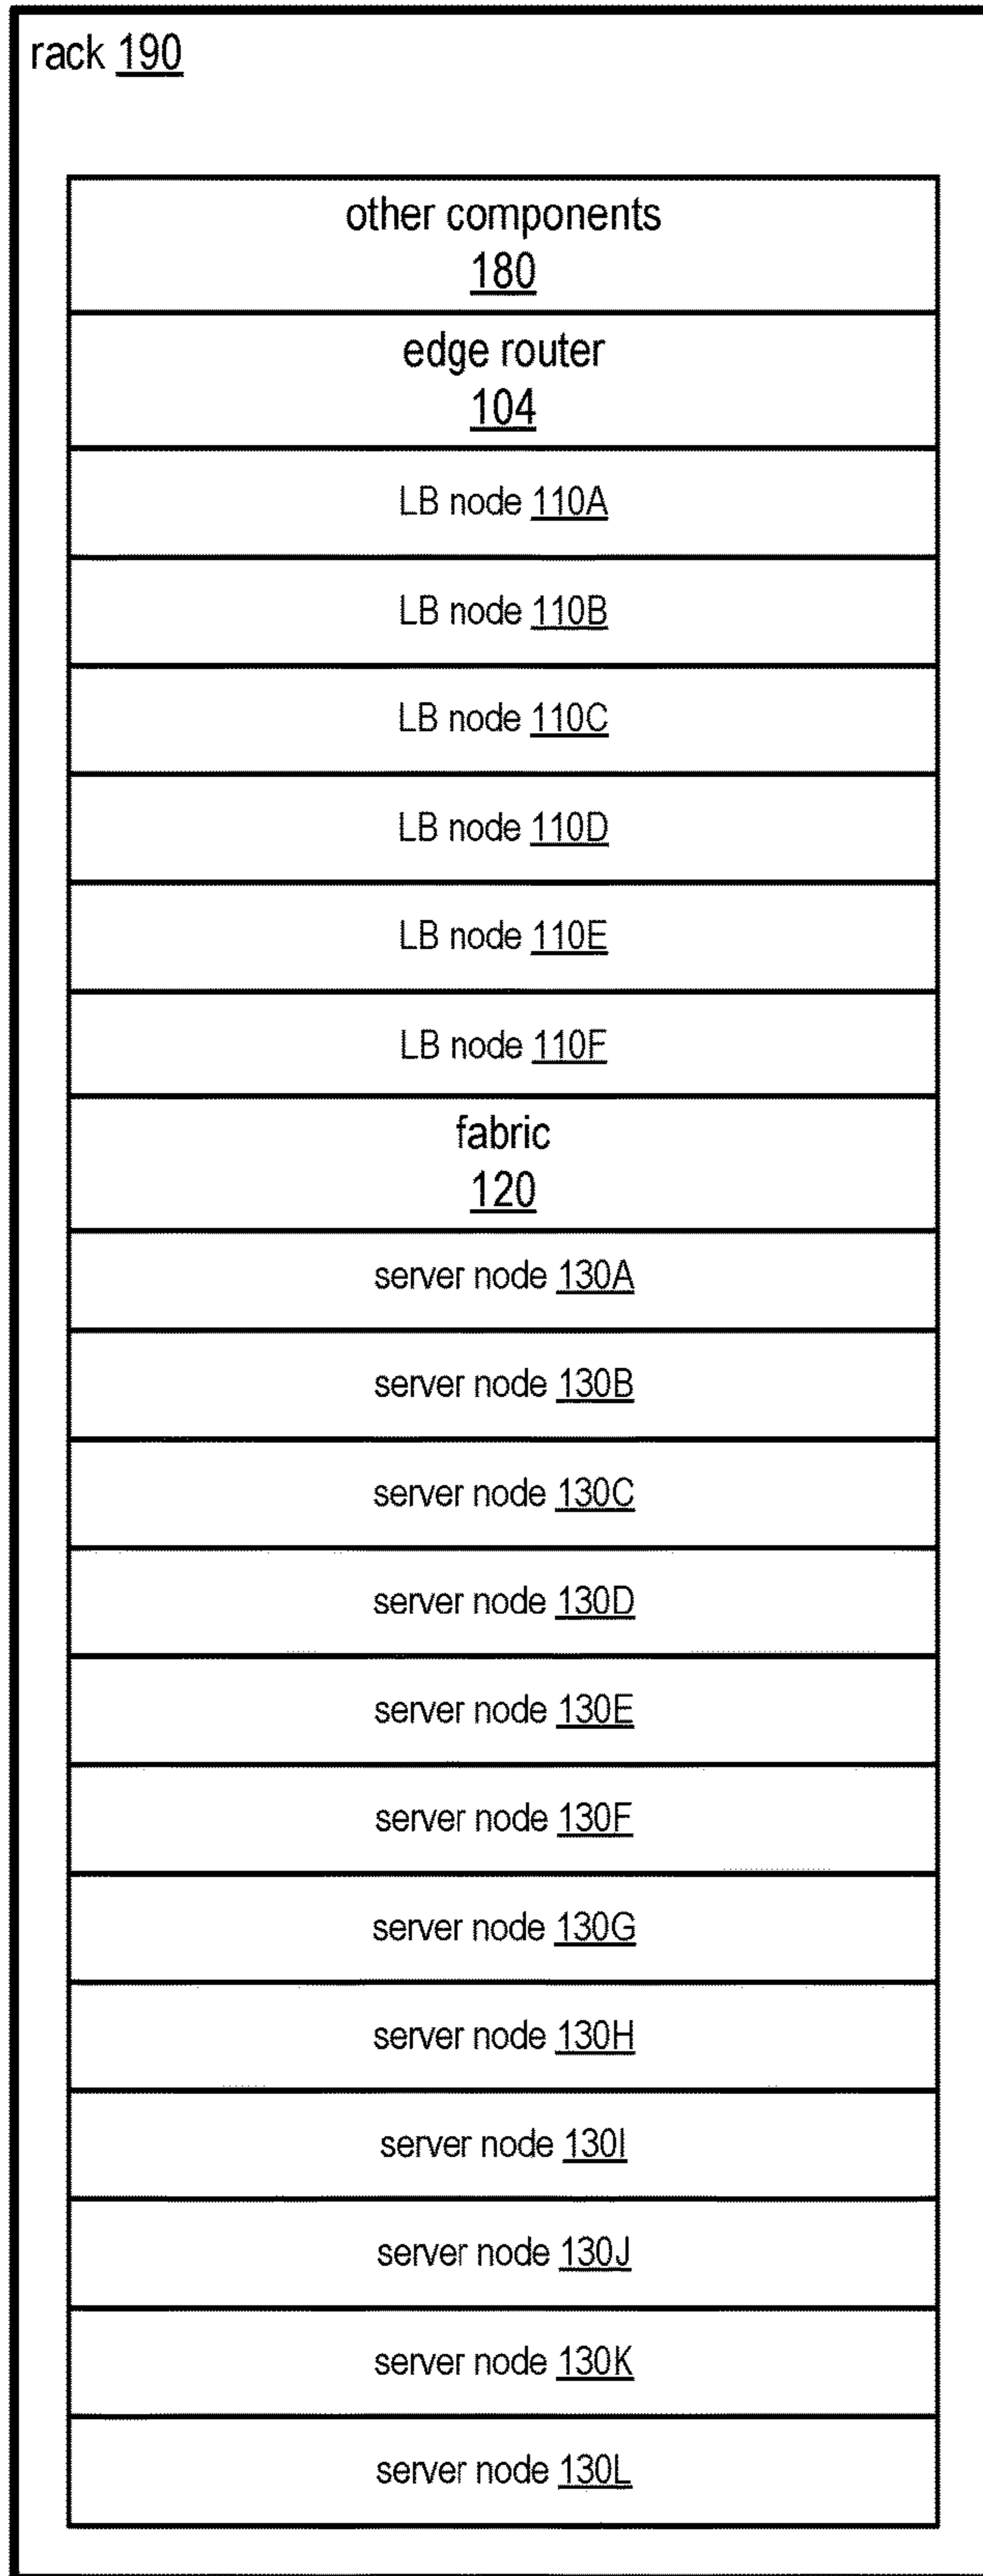 rack 190
other components
180
edge router
104
LB node 110A
LB node 110B
LB node 110C
LB node 110D
LB node 110E
LB node 110F
fabric
120
server node 130A
server node 130B
server node 130C
server node 130D
server node 130E
server node 130F
server node 130G
server node 130H
server node 130I
server node 130J
server node 130K
server node 130L